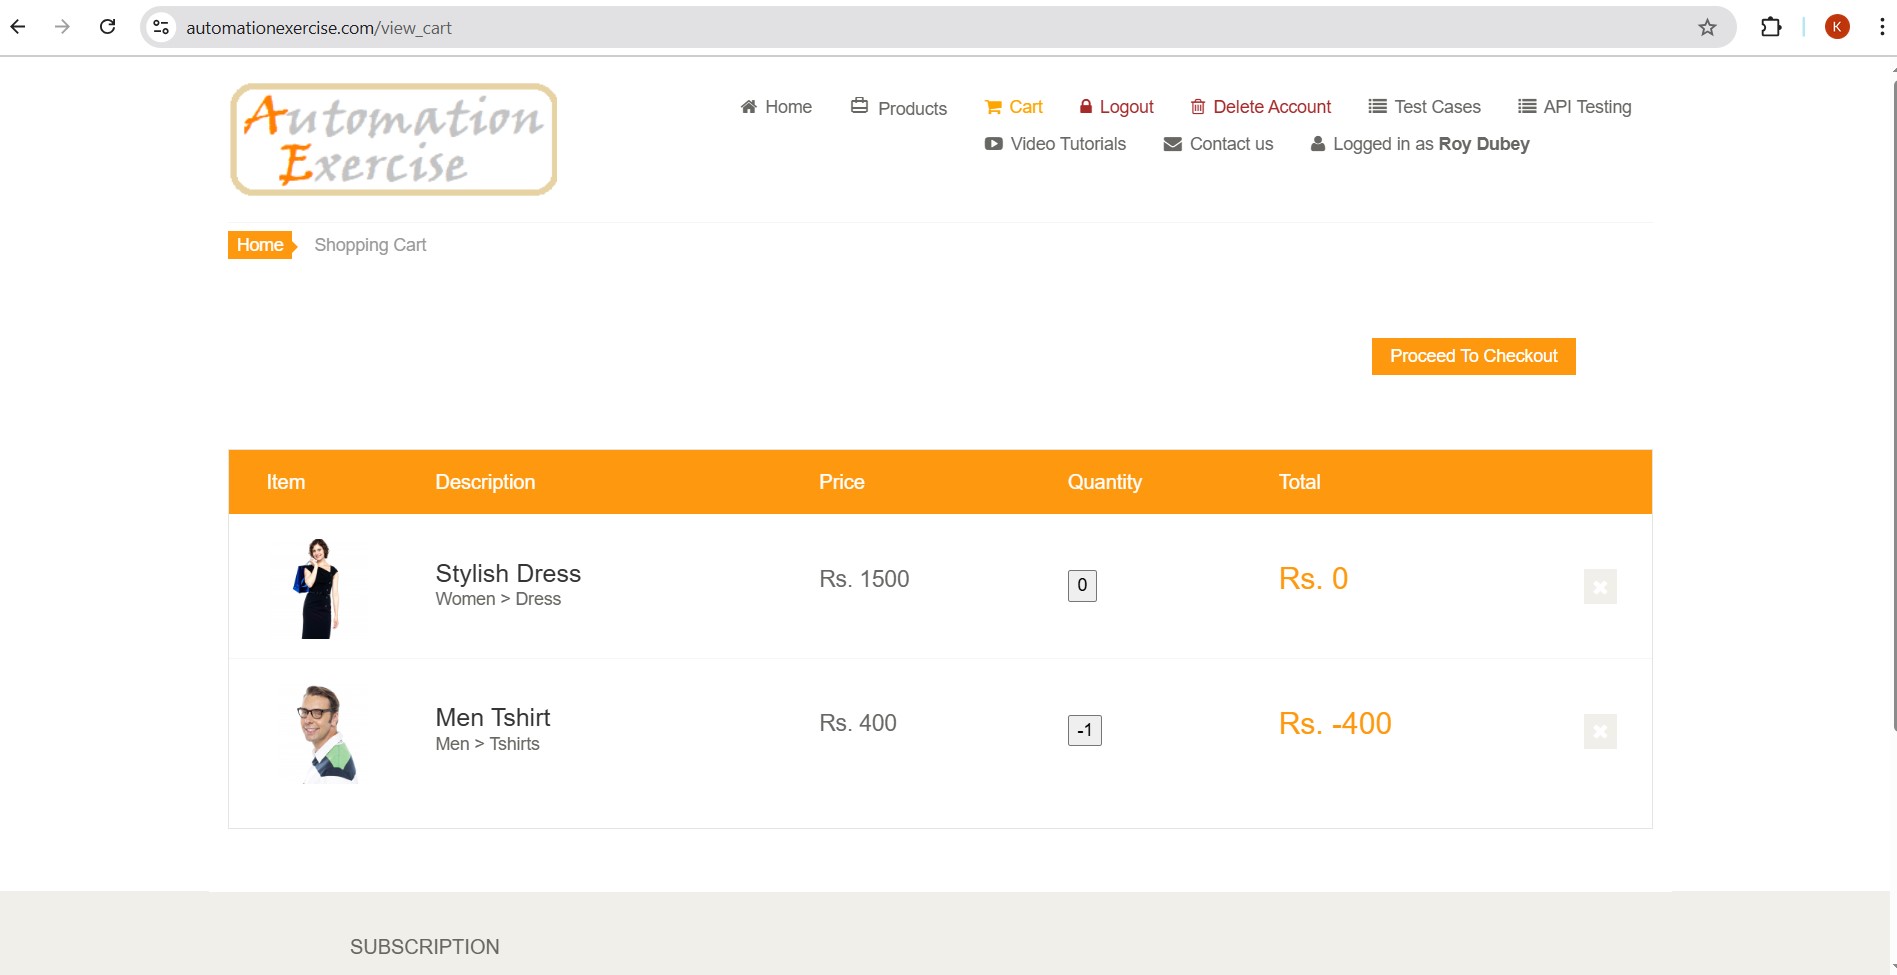 automationexercise.com/view_cart
K
Automation
Exercise
Home Products Cart Logout Delete Account Test Cases API Testing
Video Tutorials Contact us Logged in as Roy Dubey
Home Shopping Cart
Proceed To Checkout
Item Description Price Quantity Total
Stylish Dress Rs. 1500 0 Rs. 0
Women > Dress
Men Tshirt Rs. 400 -1 Rs. -400
Men > Tshirts
SUBSCRIPTION